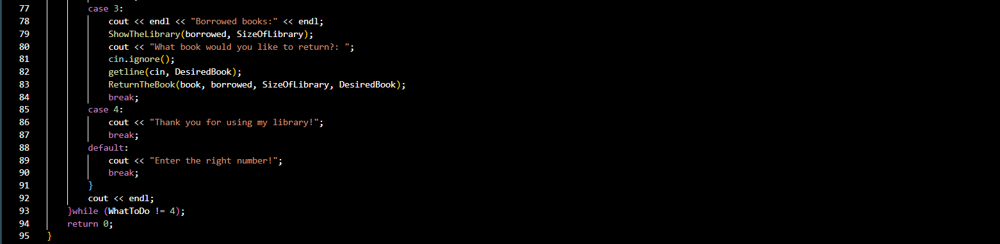 77 case 3:
78 cout << endl << "Borrowed books:" << endl;
79 ShowTheLibrary(borrowed, SizeOfLibrary);
80 cout << "What book would you like to return?: ";
81 cin.ignore();
82 getline(cin, DesiredBook);
83 ReturnTheBook(book, borrowed, SizeOfLibrary, DesiredBook);
84 break;
85 case 4:
86 cout << "Thank you for using my library!";
87 break;
88 default:
89 cout << "Enter the right number!";
90 break;
91 }
92 cout << endl;
93 }while (WhatToDo != 4);
94 return 0;
95 }